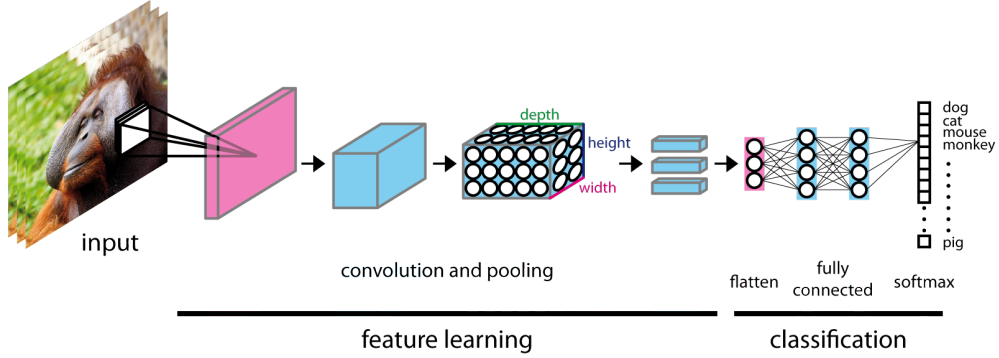 depth
height
width
dog
cat
mouse
monkey
pig
input
convolution and pooling
flatten
fully
connected
softmax
feature learning
classification